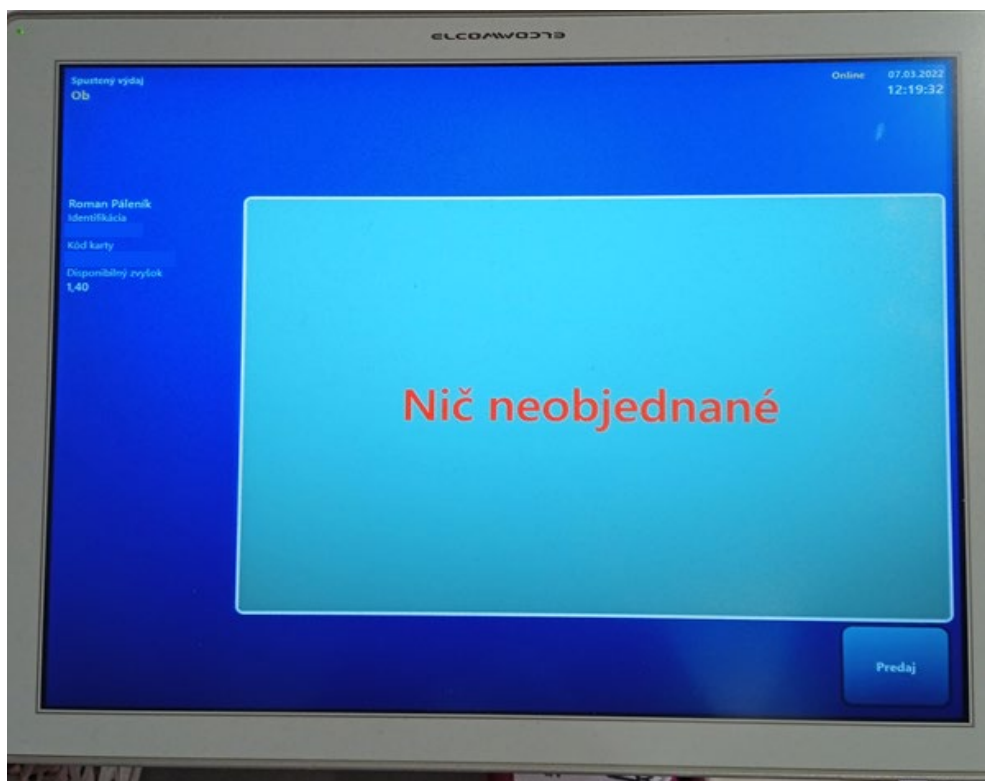 ELCOM
Spustený výdaj
Ob
Online 07.03.2022
12:19:32
Roman Páleník
Identifikácia
Kód karty
Disponibilný zvyšok
1,40
Nič neobjednané
Predaj